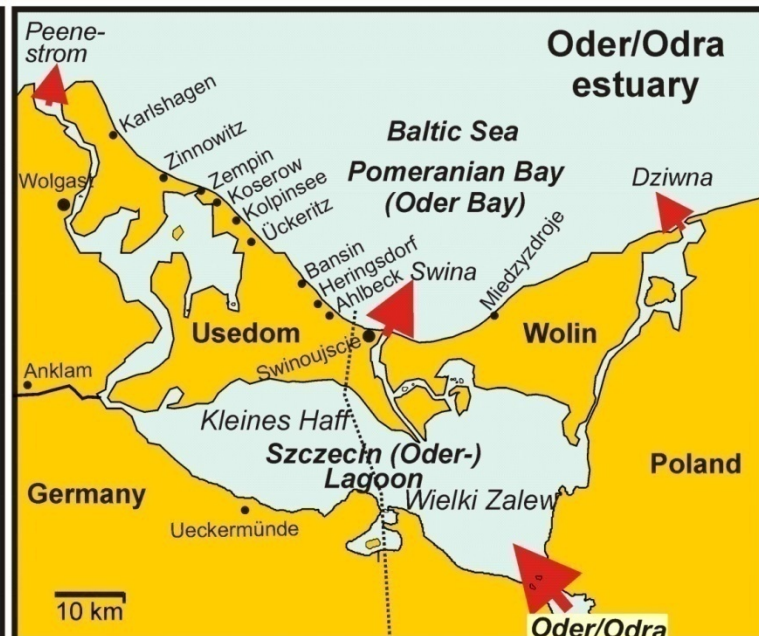 Peene-
strom
Oder/Odra
estuary
Karlshagen
Zinnowitz
Baltic Sea
Zempin
Koserow
Pomeranian Bay
(Oder Bay)
Dziwna
Wolgast
Kolpinsee
Ückeritz
Bansin
Heringsdorf
Ahlbeck
Swina
Miedzyzdroje
Usedom
Wolin
Swinoujscie
Anklam
Kleines Haff
Szczecin (Oder-)
Lagoon
Wielki Zalew
Poland
Germany
Ueckermünde
10 km
Oder/Odra